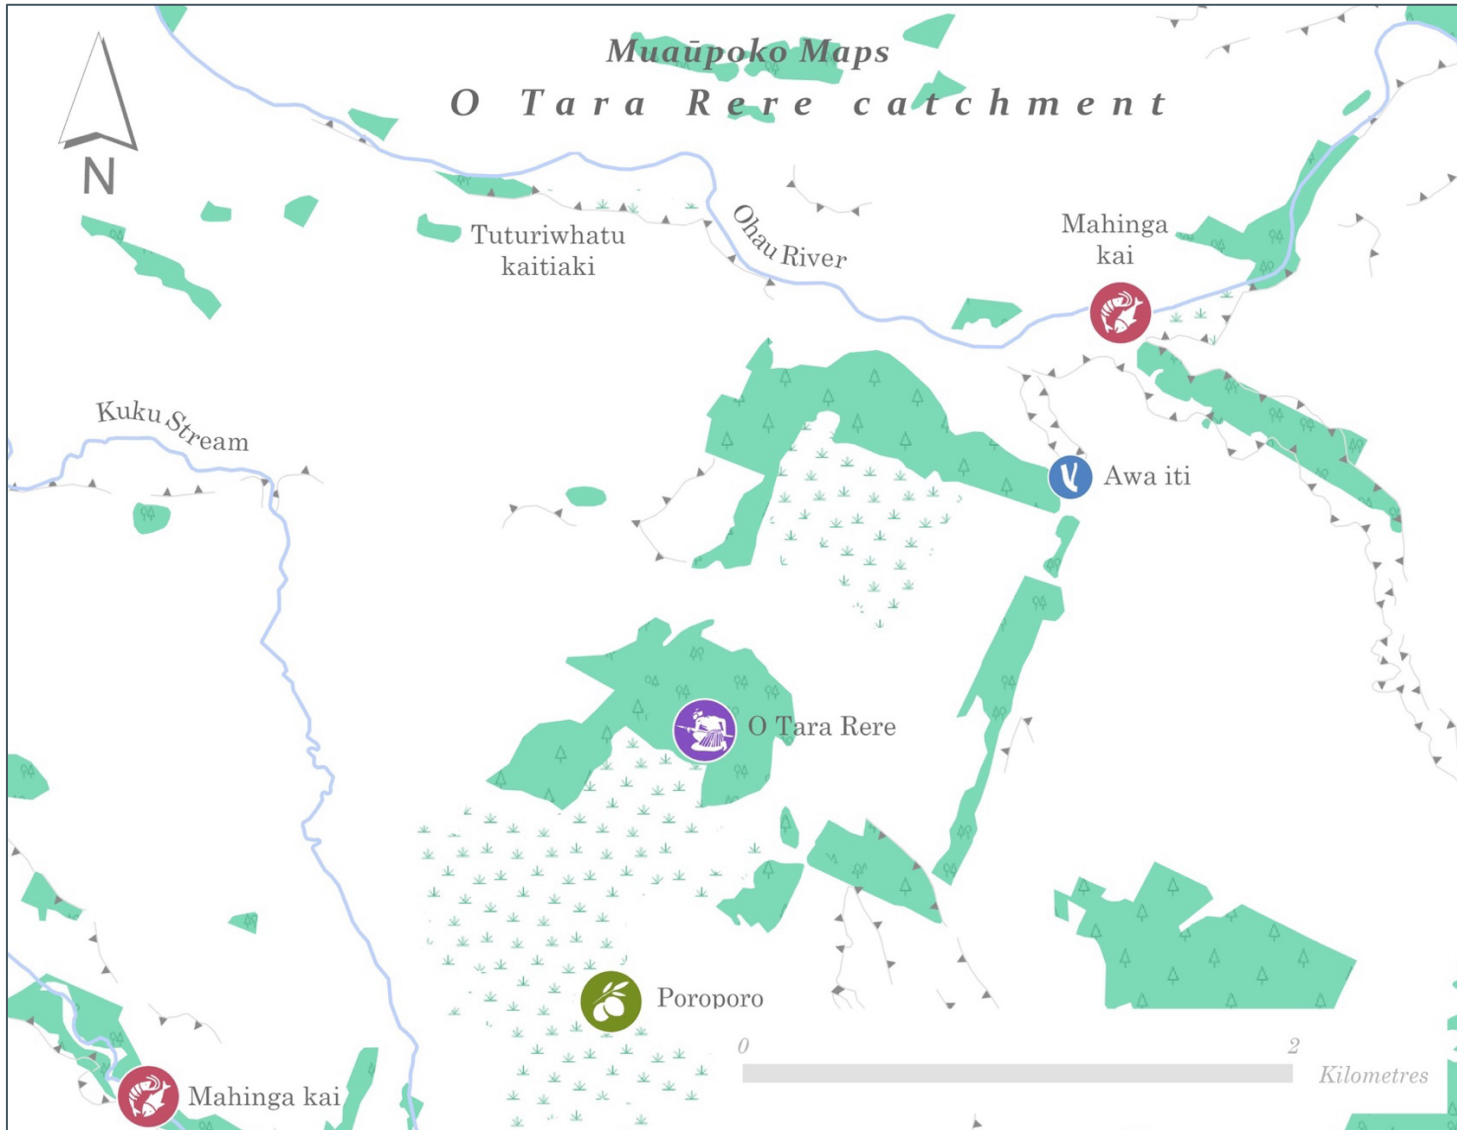 Muaūpoko Maps
O Tara Rere catchment
N
Tuturiwhatu
kaitiaki
Ohau River
Mahinga
kai
Kuku Stream
Awa iti
O Tara Rere
Poroporo
0 2
Kilometres
Mahinga kai